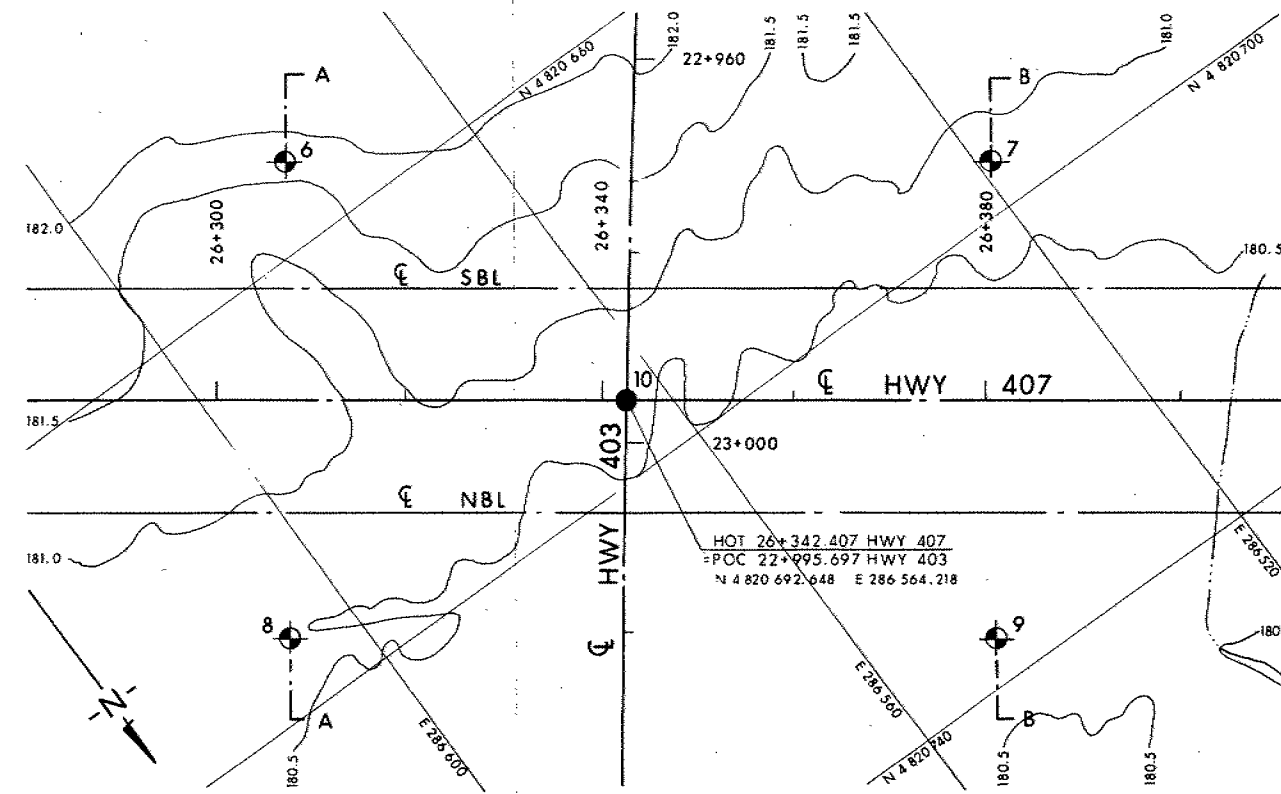 A
N 4 820 660
182.0
22+960
181.5
181.5
181.5
B
181.0
N 4 820 700
6
7
182.0
26+300
26+340
26+380
180.5
℄ SBL
10
℄ HWY 407
181.5
23+000
℄ NBL
℄ HWY 403
HOT 26+342.407 HWY 407
=POC 22+995.697 HWY 403
N 4 820 692.648 E 286 564.218
181.0
E 286 520
8
9
180
N
A
E 286 600
E 286 560
N 4 820 740
B
180.5
180.5
180.5